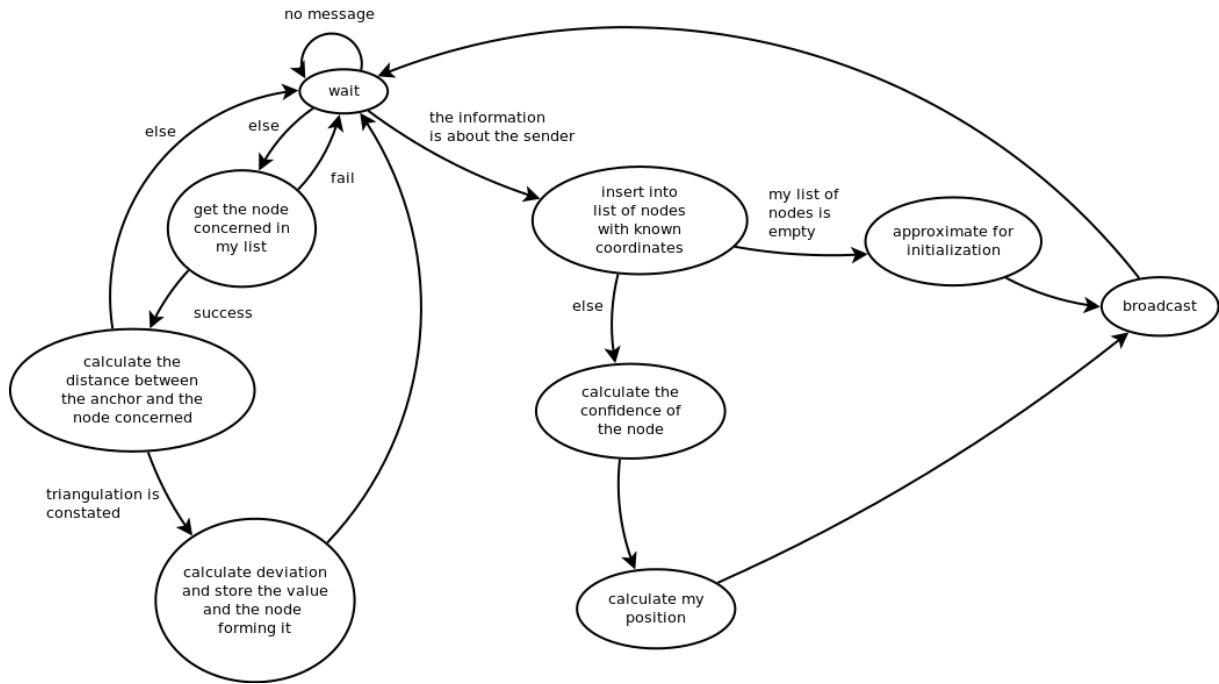 no message
wait
else
else
the information
is about the sender
fail
get the node
concerned in
my list
insert into
list of nodes
with known
coordinates
my list of
nodes is
empty
approximate for
initialization
success
else
broadcast
calculate the
distance between
the anchor and the
node concerned
calculate the
confidence of
the node
triangulation is
constated
calculate deviation
and store the value
and the node
forming it
calculate my
position